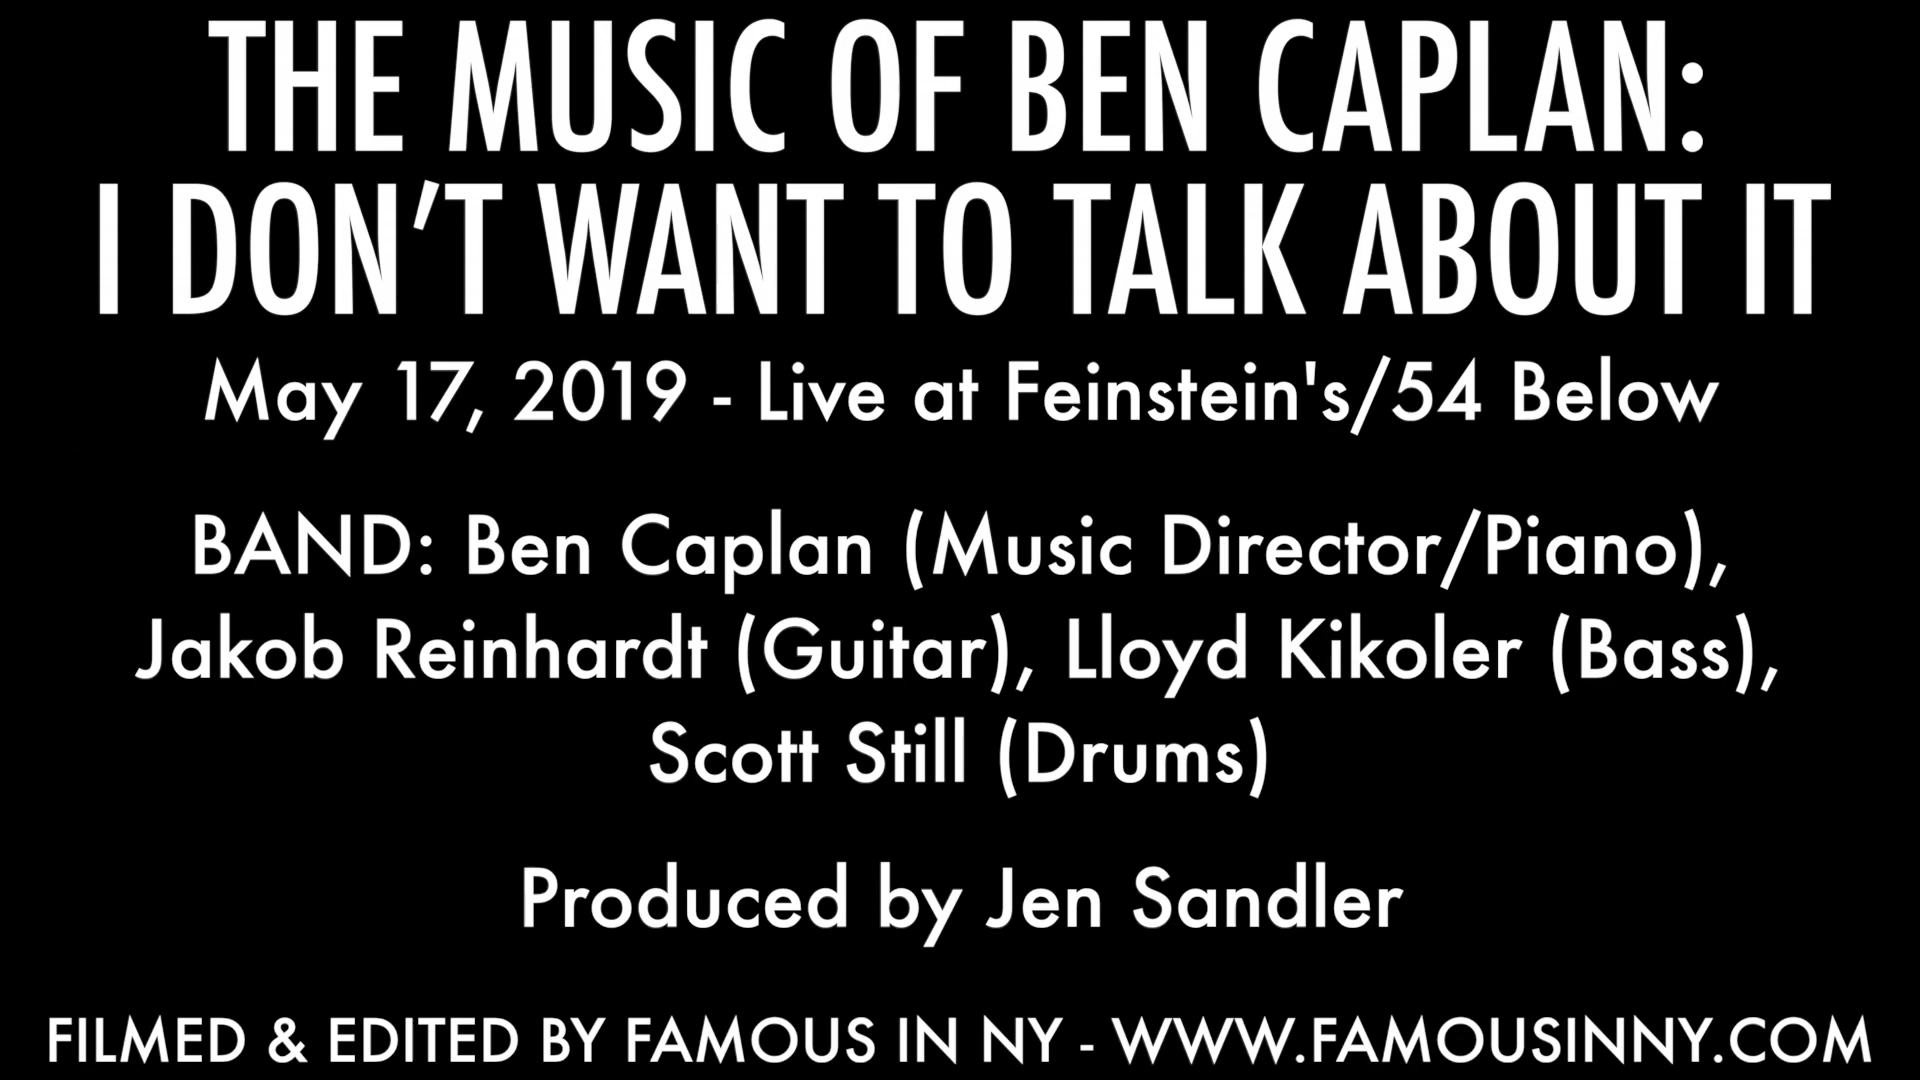 THE MUSIC OF BEN CAPLAN:
I DON’T WANT TO TALK ABOUT IT
May 17, 2019 - Live at Feinstein's/54 Below
BAND: Ben Caplan (Music Director/Piano),
Jakob Reinhardt (Guitar), Lloyd Kikoler (Bass),
Scott Still (Drums)
Produced by Jen Sandler
FILMED & EDITED BY FAMOUS IN NY - WWW.FAMOUSINNY.COM